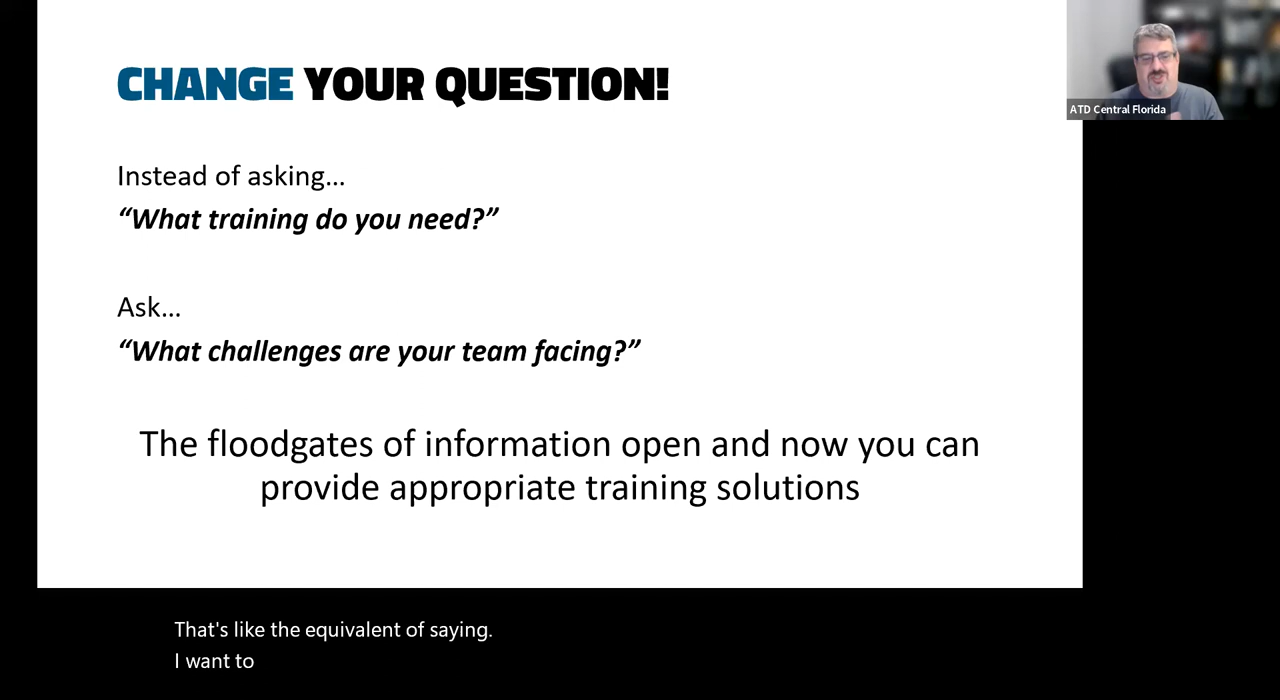 CHANGE YOUR QUESTION!
ATD Central Florida
Instead of asking...
“What training do you need?”
Ask...
“What challenges are your team facing?”
The floodgates of information open and now you can
provide appropriate training solutions
That's like the equivalent of saying.
I want to